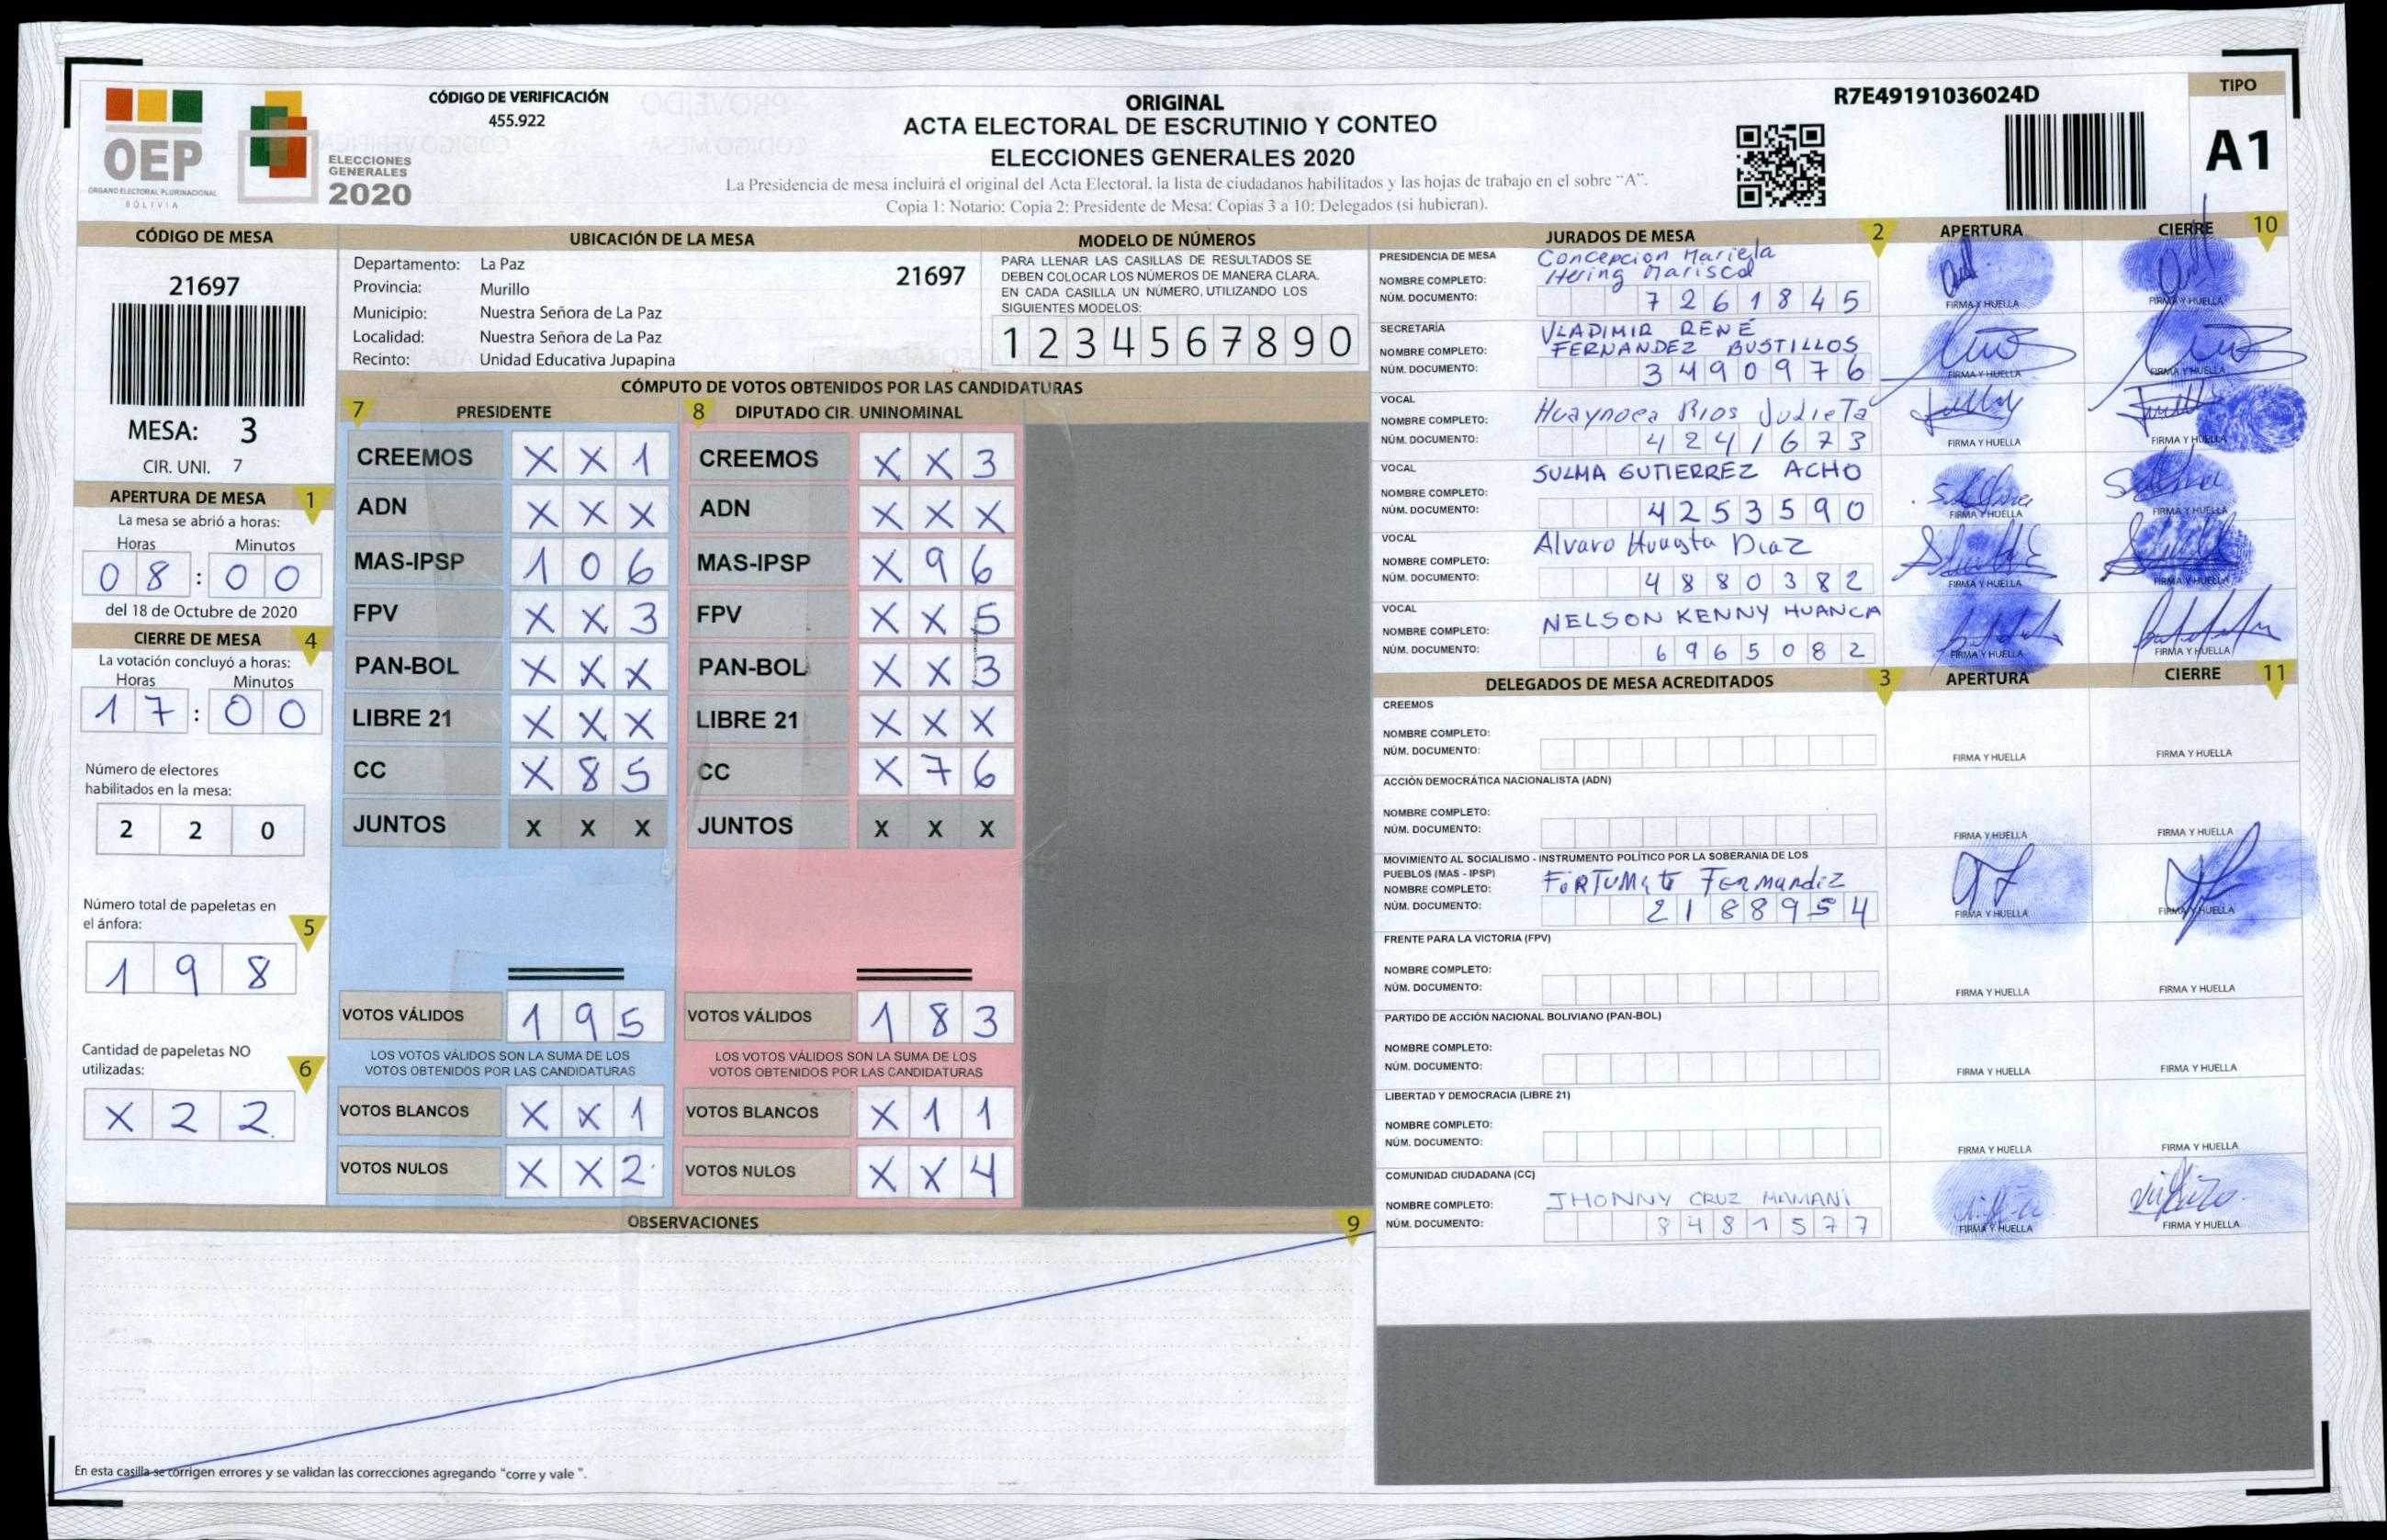 CÓDIGO DE VERIFICACIÓN
455.922
OEP
ÓRGANO ELECTORAL PLURINACIONAL
BOLIVIA
ELECCIONES
GENERALES
2020
ORIGINAL
ACTA ELECTORAL DE ESCRUTINIO Y CONTEO
ELECCIONES GENERALES 2020
La Presidencia de mesa incluirá el original del Acta Electoral, la lista de ciudadanos habilitados y las hojas de trabajo en el sobre "A".
Copia 1: Notario: Copia 2: Presidente de Mesa: Copias 3 a 10: Delegados (si hubieran).
R7E49191036024D
TIPO
A1
CÓDIGO DE MESA
21697
MESA: 3
CIR. UNI. 7
UBICACIÓN DE LA MESA
Departamento: La Paz
21697
Provincia: Murillo
Municipio: Nuestra Señora de La Paz
Localidad: Nuestra Señora de La Paz
Recinto: Unidad Educativa Jupapina
MODELO DE NÚMEROS
PARA LLENAR LAS CASILLAS DE RESULTADOS SE
DEBEN COLOCAR LOS NÚMEROS DE MANERA CLARA.
EN CADA CASILLA UN NÚMERO, UTILIZANDO LOS
SIGUIENTES MODELOS:
1 2 3 4 5 6 7 8 9 0
APERTURA DE MESA 1
La mesa se abrió a horas:
Horas Minutos
0 8 : 0 0
del 18 de Octubre de 2020
CIERRE DE MESA 4
La votación concluyó a horas:
Horas Minutos
1 7 : 0 0
Número de electores
habilitados en la mesa:
2 2 0
Número total de papeletas en
el ánfora: 5
1 9 8
Cantidad de papeletas NO
utilizadas: 6
X 2 2
CÓMPUTO DE VOTOS OBTENIDOS POR LAS CANDIDATURAS
7 PRESIDENTE
CREEMOS X X 1
ADN X X X
MAS-IPSP 1 0 6
FPV X X 3
PAN-BOL X X X
LIBRE 21 X X X
CC X 8 5
JUNTOS X X X
VOTOS VÁLIDOS 1 9 5
LOS VOTOS VÁLIDOS SON LA SUMA DE LOS
VOTOS OBTENIDOS POR LAS CANDIDATURAS
VOTOS BLANCOS X X 1
VOTOS NULOS X X 2
8 DIPUTADO CIR. UNINOMINAL
CREEMOS X X 3
ADN X X X
MAS-IPSP X 9 6
FPV X X 5
PAN-BOL X X 3
LIBRE 21 X X X
CC X 7 6
JUNTOS X X X
VOTOS VÁLIDOS 1 8 3
LOS VOTOS VÁLIDOS SON LA SUMA DE LOS
VOTOS OBTENIDOS POR LAS CANDIDATURAS
VOTOS BLANCOS X 1 1
VOTOS NULOS X X 4
OBSERVACIONES 9
En esta casilla se corrigen errores y se validan las correcciones agregando "corre y vale ".
JURADOS DE MESA 2 APERTURA CIERRE 10
PRESIDENCIA DE MESA Concepcion Mariela
NOMBRE COMPLETO: Hering Mariscal
NÚM. DOCUMENTO: 7 2 6 1 8 4 5
FIRMA Y HUELLA FIRMA Y HUELLA
SECRETARÍA VLADIMIR RENÉ
NOMBRE COMPLETO: FERNANDEZ BUSTILLOS
NÚM. DOCUMENTO: 3 4 9 0 9 7 6
FIRMA Y HUELLA FIRMA Y HUELLA
VOCAL
NOMBRE COMPLETO: Huaynoca Rios Julieta
NÚM. DOCUMENTO: 4 2 4 1 6 7 3
FIRMA Y HUELLA FIRMA Y HUELLA
VOCAL SULMA GUTIERREZ ACHO
NOMBRE COMPLETO:
NÚM. DOCUMENTO: 4 2 5 3 5 9 0
FIRMA Y HUELLA FIRMA Y HUELLA
VOCAL Alvaro Diaz
NOMBRE COMPLETO:
NÚM. DOCUMENTO: 4 8 8 0 3 8 2
FIRMA Y HUELLA FIRMA Y HUELLA
VOCAL
NOMBRE COMPLETO: NELSON KENNY HUANCA
NÚM. DOCUMENTO: 6 9 6 5 0 8 2
FIRMA Y HUELLA FIRMA Y HUELLA
DELEGADOS DE MESA ACREDITADOS 3 APERTURA CIERRE 11
CREEMOS
NOMBRE COMPLETO:
NÚM. DOCUMENTO:
FIRMA Y HUELLA FIRMA Y HUELLA
ACCIÓN DEMOCRÁTICA NACIONALISTA (ADN)
NOMBRE COMPLETO:
NÚM. DOCUMENTO:
FIRMA Y HUELLA FIRMA Y HUELLA
MOVIMIENTO AL SOCIALISMO - INSTRUMENTO POLÍTICO POR LA SOBERANIA DE LOS
PUEBLOS (MAS - IPSP)
NOMBRE COMPLETO:
NÚM. DOCUMENTO: 2 1 8 8 9 5 4
FIRMA Y HUELLA FIRMA Y HUELLA
FRENTE PARA LA VICTORIA (FPV)
NOMBRE COMPLETO:
NÚM. DOCUMENTO:
FIRMA Y HUELLA FIRMA Y HUELLA
PARTIDO DE ACCIÓN NACIONAL BOLIVIANO (PAN-BOL)
NOMBRE COMPLETO:
NÚM. DOCUMENTO:
FIRMA Y HUELLA FIRMA Y HUELLA
LIBERTAD Y DEMOCRACIA (LIBRE 21)
NOMBRE COMPLETO:
NÚM. DOCUMENTO:
FIRMA Y HUELLA FIRMA Y HUELLA
COMUNIDAD CIUDADANA (CC)
NOMBRE COMPLETO: JHONNY CRUZ MAMANI
NÚM. DOCUMENTO: 8 4 8 1 5 7 7
FIRMA Y HUELLA FIRMA Y HUELLA